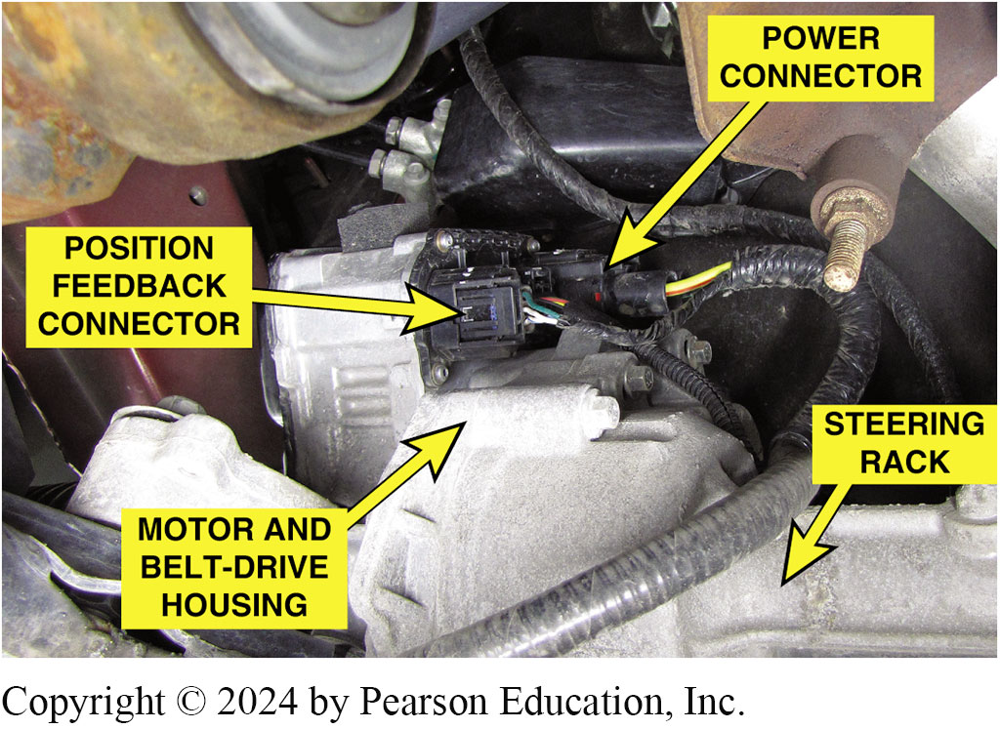 POWER
CONNECTOR
POSITION
FEEDBACK
CONNECTOR
STEERING
RACK
MOTOR AND
BELT-DRIVE
HOUSING
Copyright © 2024 by Pearson Education, Inc.